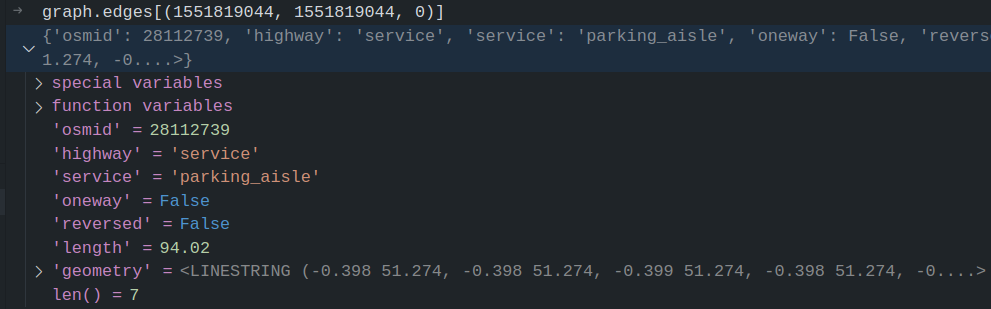 graph.edges[(1551819044, 1551819044, 0)]
{'osmid': 28112739, 'highway': 'service', 'service': 'parking_aisle', 'oneway': False, 'revers
1.274, -0....>}
special variables
function variables
'osmid' = 28112739
'highway' = 'service'
'service' = 'parking_aisle'
'oneway' = False
'reversed' = False
'length' = 94.02
'geometry' = <LINESTRING (-0.398 51.274, -0.398 51.274, -0.399 51.274, -0.398 51.274, -0....>
len() = 7